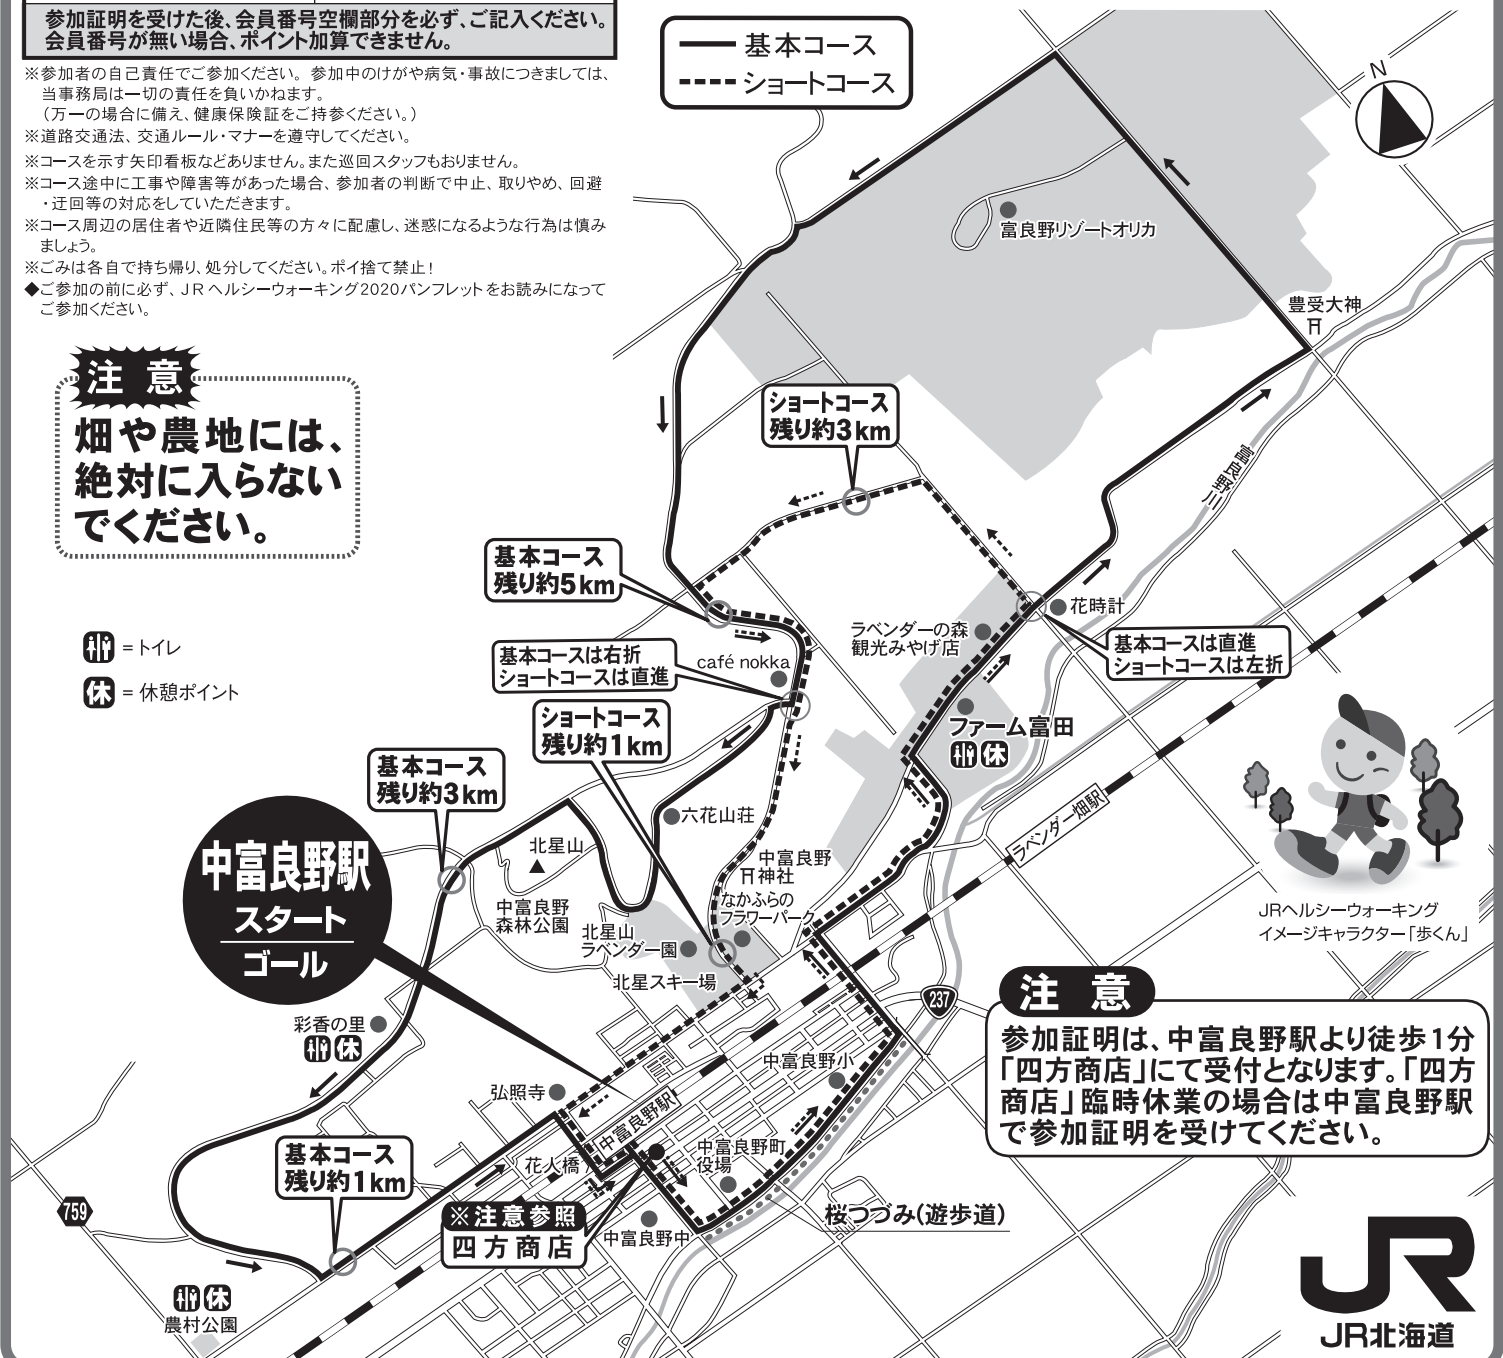 参加証明を受けた後、会員番号空欄部分を必ず、ご記入ください。
会員番号が無い場合、ポイント加算できません。
※参加者の自己責任でご参加ください。参加中のけがや病気・事故につきましては、
当事務局は一切の責任を負いかねます。
（万一の場合に備え、健康保険証をご持参ください。）
※道路交通法、交通ルール・マナーを遵守してください。
※コースを示す矢印看板などありません。また巡回スタッフもおりません。
※コース途中に工事や障害等があった場合、参加者の判断で中止、取りやめ、回避
・迂回等の対応をしていただきます。
※コース周辺の居住者や近隣住民等の方々に配慮し、迷惑になるような行為は慎み
ましょう。
※ごみは各自で持ち帰り、処分してください。ポイ捨て禁止！
◆ご参加の前に必ず、JRヘルシーウォーキング2020パンフレットをお読みになって
ご参加ください。
基本コース
ショートコース
N
注 意
畑や農地には、
絶対に入らない
でください。
=トイレ
休 =休憩ポイント
富良野リゾートオリカ
豊受大神
富良野川
ショートコース
残り約3km
基本コース
残り約5km
花時計
ラベンダーの森
観光みやげ店
基本コースは直進
ショートコースは左折
基本コースは右折
ショートコースは直進
café nokka
ショートコース
残り約1km
ファーム富田
休
基本コース
残り約3km
ラベンダー畑駅
六花山荘
北星山
中富良野
神社
中富良野駅
スタート
ゴール
中富良野
森林公園
なかふらの
フラワーパーク
北星山
ラベンダー園
北星スキー場
JRヘルシーウォーキング
イメージキャラクター「歩くん」
237
彩香の里
休
中富良野小
弘照寺
中富良野駅
注 意
参加証明は、中富良野駅より徒歩1分
「四方商店」にて受付となります。「四方
商店」臨時休業の場合は中富良野駅
で参加証明を受けてください。
基本コース
残り約1km
花人橋
中富良野町
役場
759
※注意参照
四方商店
中富良野中
桜つづみ(遊歩道)
休
農村公園
JR
JR北海道